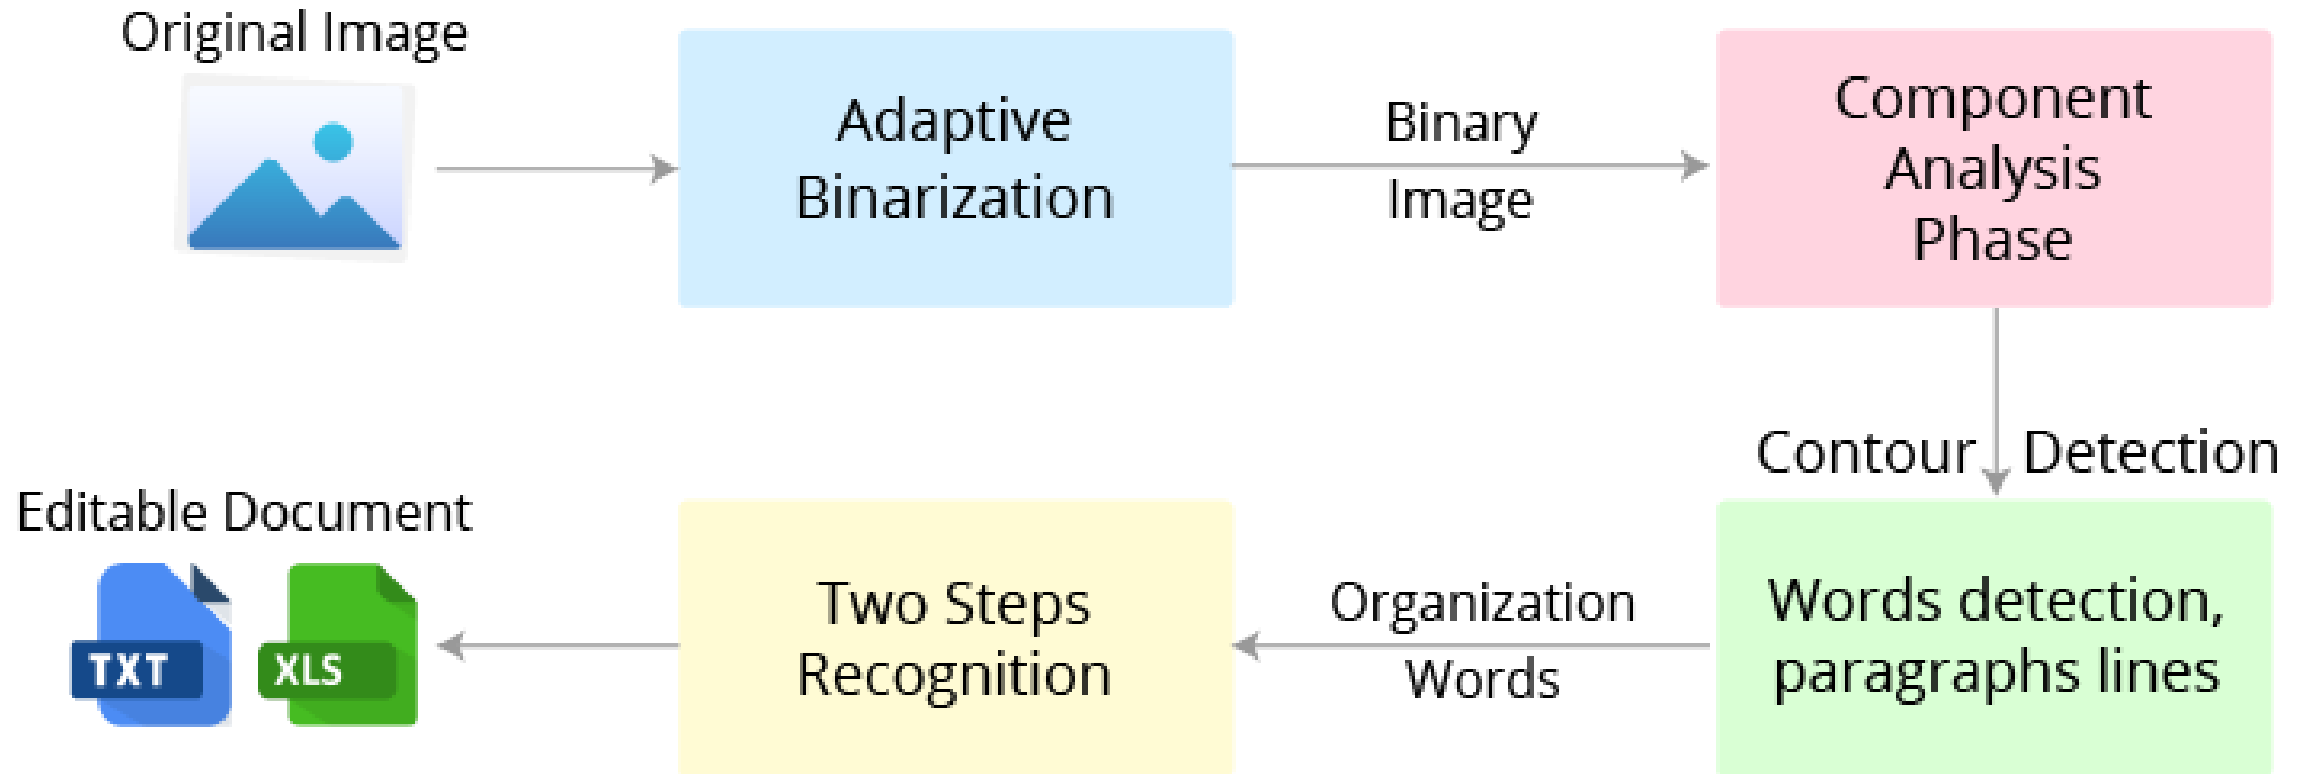 Original Image
Adaptive
Binarization
Binary
Image
Component
Analysis
Phase
Contour Detection
Words detection,
paragraphs lines
Organization
Words
Two Steps
Recognition
Editable Document
TXT
XLS